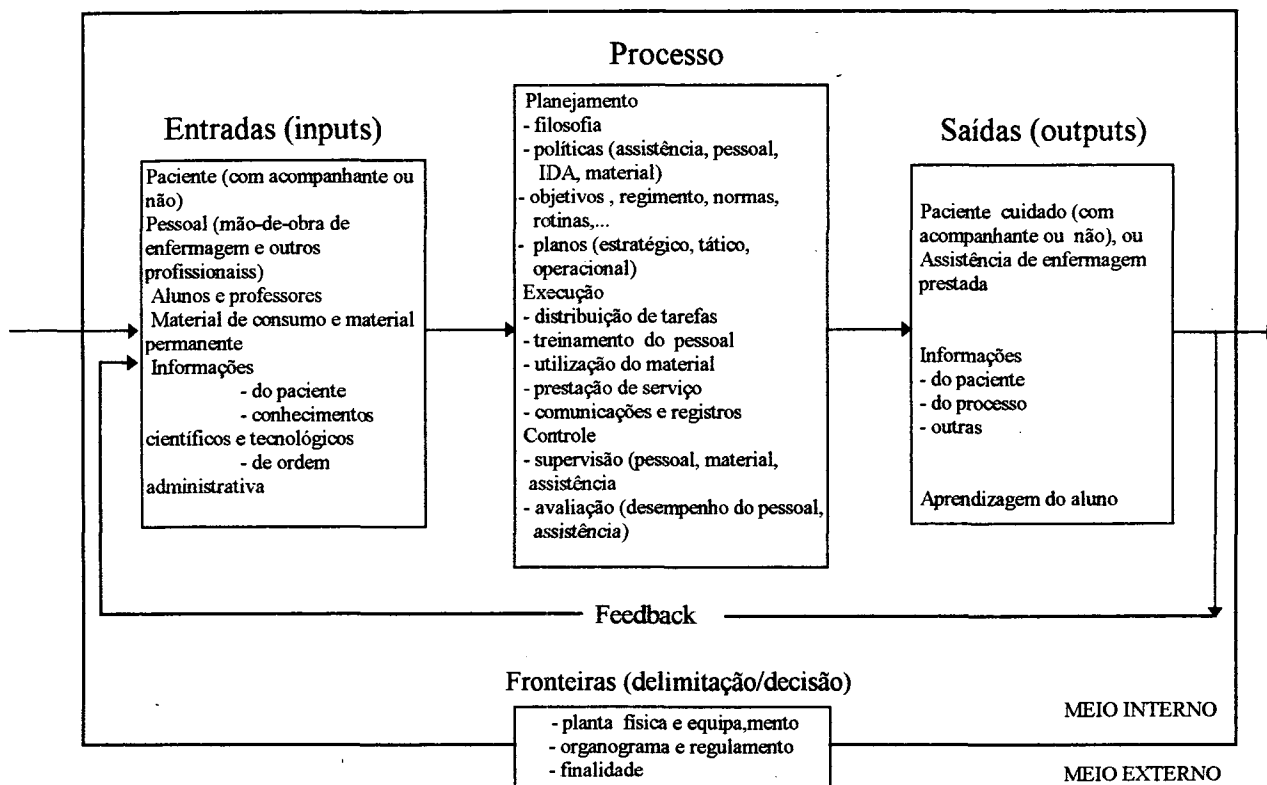 Processo
Entradas (inputs)
Saídas (outputs)
Paciente (com acompanhante ou
não)
Pessoal (mão-de-obra de
enfermagem e outros
profissionaiss)
Alunos e professores
Material de consumo e material
permanente
Informações
- do paciente
- conhecimentos
científicos e tecnológicos
- de ordem
administrativa
Planejamento
- filosofia
- políticas (assistência, pessoal,
IDA, material)
- objetivos , regimento, normas,
rotinas,...
- planos (estratégico, tático,
operacional)
Execução
- distribuição de tarefas
- treinamento do pessoal
- utilização do material
- prestação de serviço
- comunicações e registros
Controle
- supervisão (pessoal, material,
assistência
- avaliação (desempenho do pessoal,
assistência)
Paciente cuidado (com
acompanhante ou não), ou
Assistência de enfermagem
prestada
Informações
- do paciente
- do processo
- outras
Aprendizagem do aluno
Feedback
Fronteiras (delimitação/decisão)
- planta física e equipa,mento
- organograma e regulamento
- finalidade
MEIO INTERNO
MEIO EXTERNO